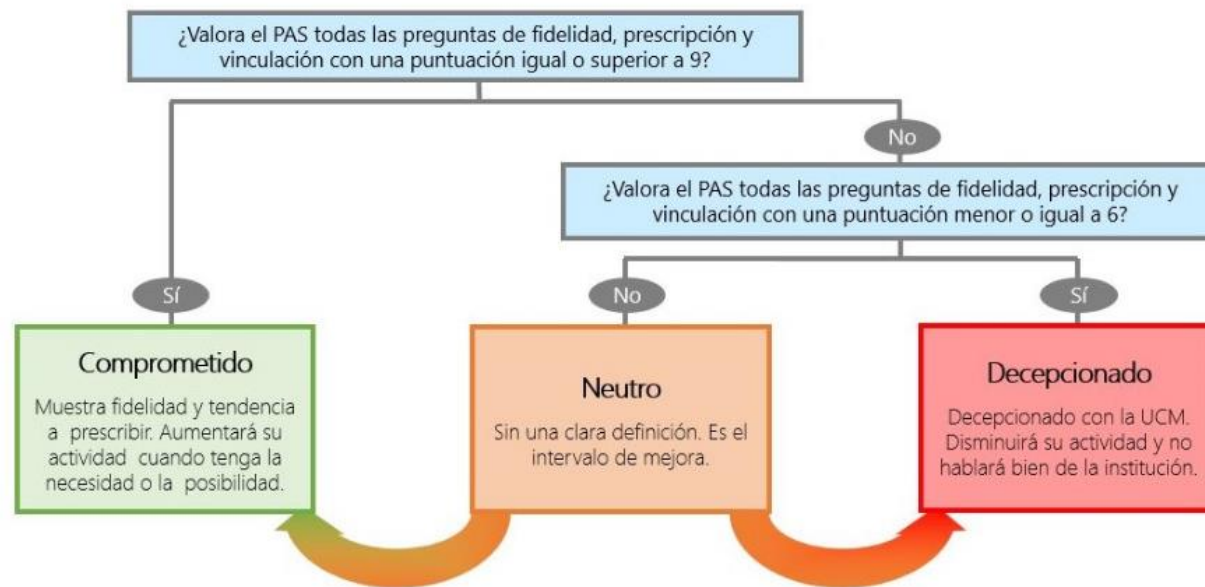 ¿Valora el PAS todas las preguntas de fidelidad, prescripción y
vinculación con una puntuación igual o superior a 9?
No
¿Valora el PAS todas las preguntas de fidelidad, prescripción y
vinculación con una puntuación menor o igual a 6?
Sí
No
Sí
Comprometido
Muestra fidelidad y tendencia
a prescribir. Aumentará su
actividad cuando tenga la
necesidad o la posibilidad.
Neutro
Sin una clara definición. Es el
intervalo de mejora.
Decepcionado
Decepcionado con la UCM.
Disminuirá su actividad y no
hablará bien de la institución.